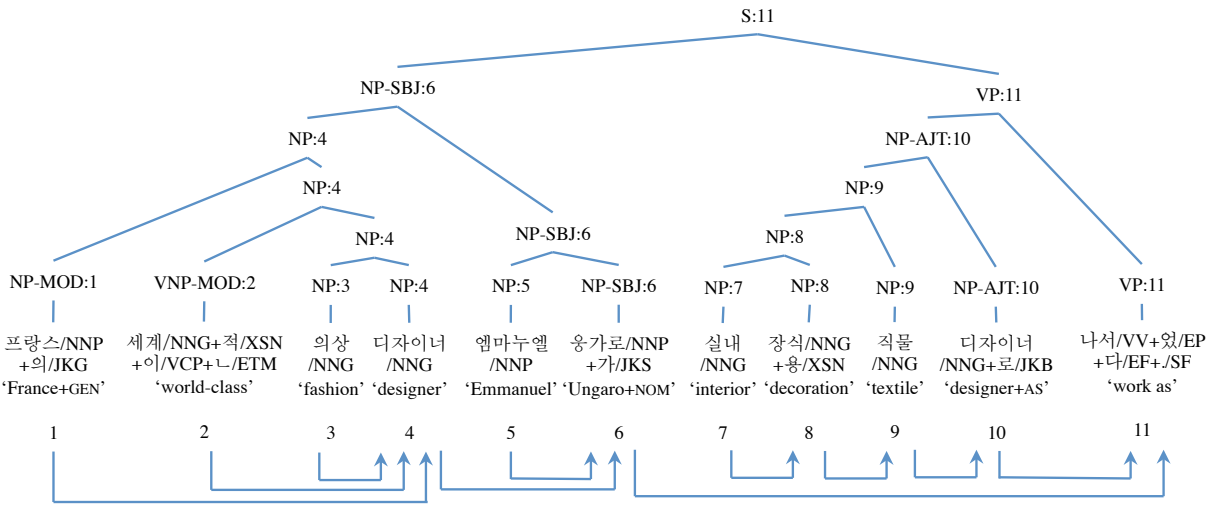 S:11
NP-SBJ:6
VP:11
NP:4
NP-AJT:10
NP:4
NP:9
NP:4
NP-SBJ:6
NP:8
NP-MOD:1 VNP-MOD:2 NP:3 NP:4 NP:5 NP-SBJ:6 NP:7 NP:8 NP:9 NP-AJT:10 VP:11
프랑스/NNP 세계/NNG+적/XSN 의상 디자이너 엠마누엘 웅가로/NNP 실내 장식/NNG 직물 디자이너 나서/VV+었/EP
+의/JKG +이/VCP+ㄴ/ETM /NNG /NNG /NNP +가/JKS /NNG +용/XSN /NNG /NNG+로/JKB +다/EF+./SF
‘France+GEN’ ‘world-class’ ‘fashion’ ‘designer’ ‘Emmanuel’ ‘Ungaro+NOM’ ‘interior’ ‘decoration’ ‘textile’ ‘designer+AS’ ‘work as’
1 2 3 4 5 6 7 8 9 10 11